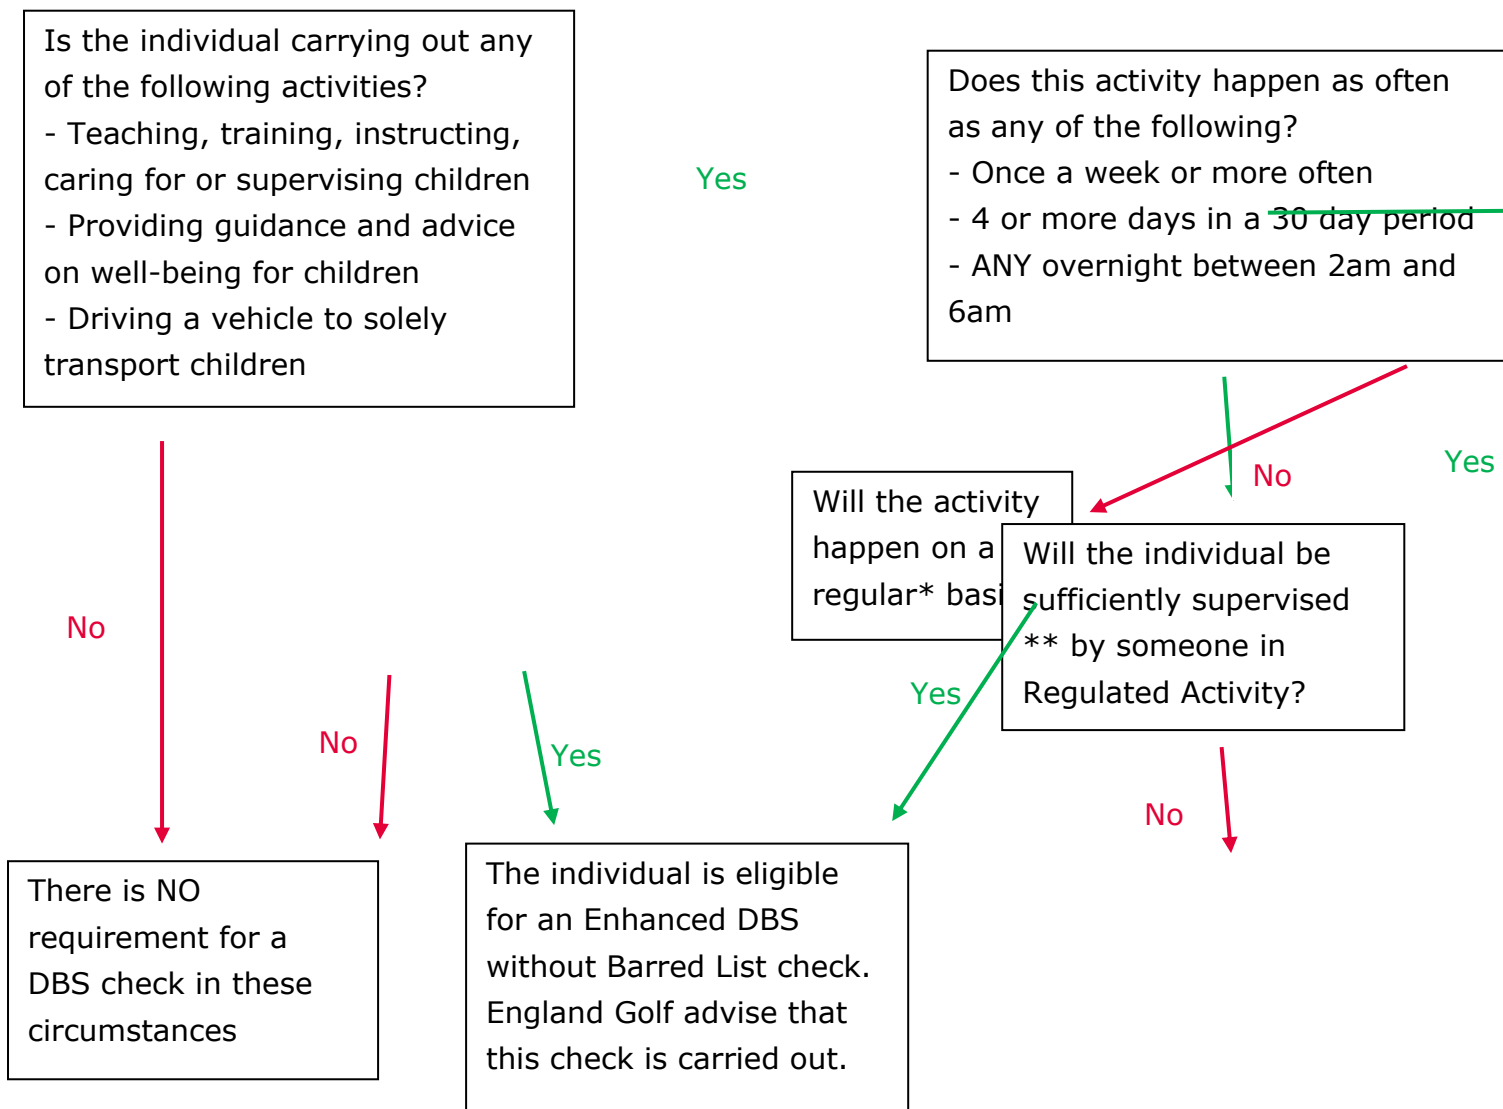 Is the individual carrying out any
of the following activities?
- Teaching, training, instructing,
caring for or supervising children
- Providing guidance and advice
on well-being for children
- Driving a vehicle to solely
transport children
Yes
Does this activity happen as often
as any of the following?
- Once a week or more often
- 4 or more days in a 30 day period
- ANY overnight between 2am and
6am
No
Yes
Will the activity
happen on a
regular* basi
Will the individual be
sufficiently supervised
** by someone in
Regulated Activity?
No
Yes
No
Yes
No
There is NO
requirement for a
DBS check in these
circumstances
The individual is eligible
for an Enhanced DBS
without Barred List check.
England Golf advise that
this check is carried out.